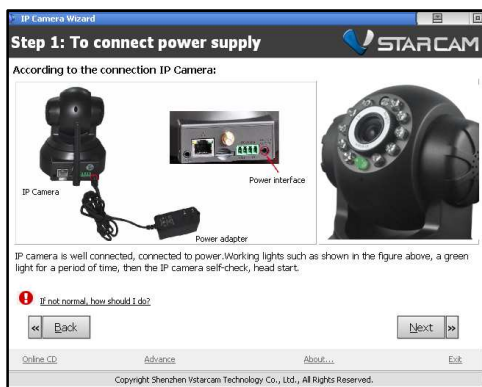 IP Camera Wizard
Step 1: To connect power supply
VSTARCAM
According to the connection IP Camera:
Power interface
IP Camera
Power adapter
IP camera is well connected, connected to power.Working lights such as shown in the figure above, a green
light for a period of time, then the IP camera self-check, head start.
If not normal, how should I do?
« Back
Next »
Online CD Advance About... Exit
Copyright Shenzhen Vstarcam Technology Co., Ltd., All Rights Reserved.